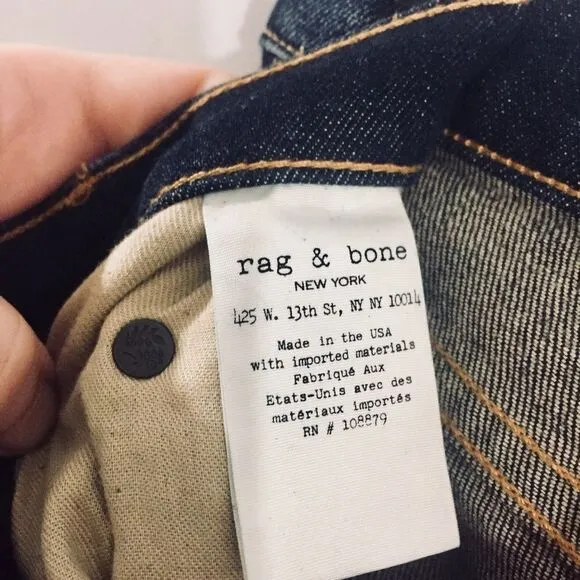 rag & bone
NEW YORK
425 W. 13th St, NY NY 10014
Made in the USA
with imported materials
Fabriqué Aux
Etats-Unis avec des
matériaux importés
RN # 108879